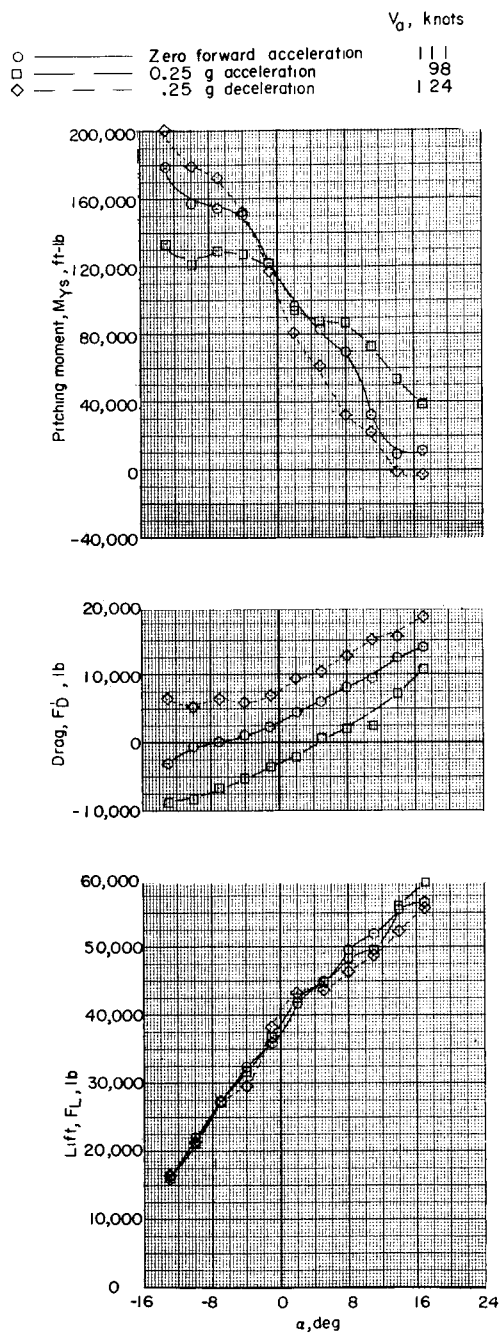 Va, knots
Zero forward acceleration 111
0.25 g acceleration 98
.25 g deceleration 124
200,000
160,000
120,000
80,000
40,000
0
-40,000
Pitching moment, MYS, ft-lb
20,000
10,000
0
-10,000
Drag, F'D, lb
60,000
50,000
40,000
30,000
20,000
10,000
0
Lift, FL, lb
-16 -8 0 8 16 24
α, deg